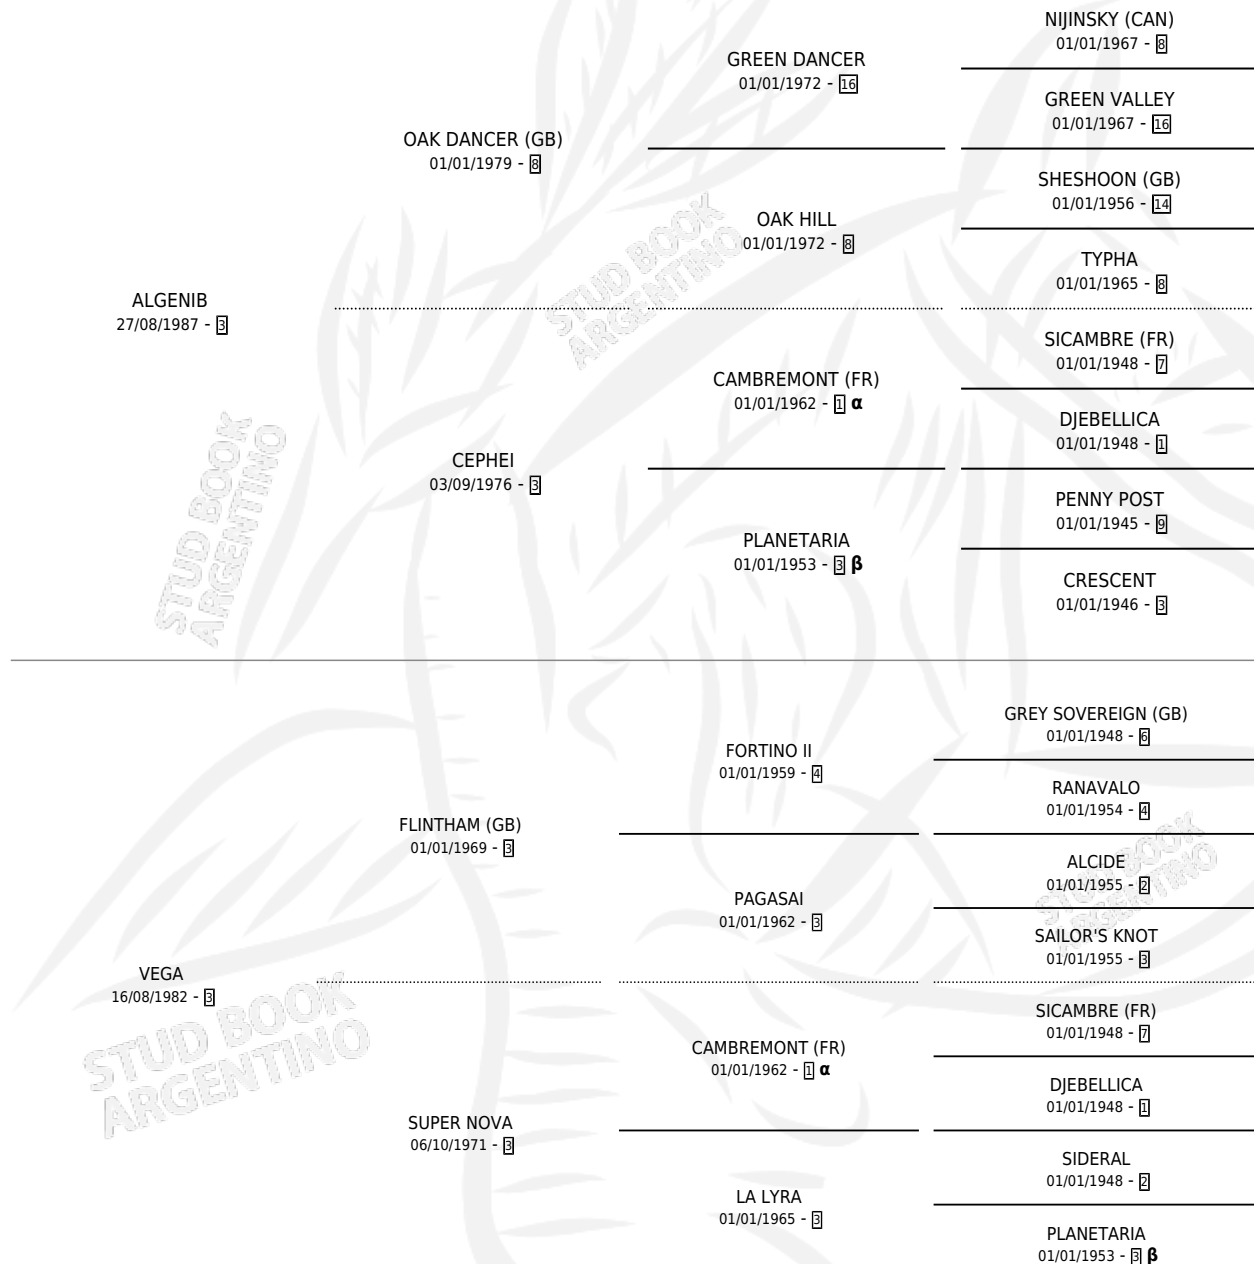 NIJINSKY (CAN)
01/01/1967 - 8
GREEN DANCER
01/01/1972 - 16
GREEN VALLEY
01/01/1967 - 16
OAK DANCER (GB)
01/01/1979 - 8
SHESHOON (GB)
01/01/1956 - 14
OAK HILL
01/01/1972 - 8
TYPHA
01/01/1965 - 8
STUD BOOK
ARGENTINO
ALGENIB
27/08/1987 - 3
SICAMBRE (FR)
01/01/1948 - 7
CAMBREMONT (FR)
01/01/1962 - 1 α
DJEBELLICA
01/01/1948 - 1
CEPHEI
03/09/1976 - 3
PENNY POST
01/01/1945 - 9
PLANETARIA
01/01/1953 - 3 β
CRESCENT
01/01/1946 - 3
STUD BOOK
ARGENTINO
GREY SOVEREIGN (GB)
01/01/1948 - 6
FORTINO II
01/01/1959 - 4
RANAVALO
01/01/1954 - 4
FLINTHAM (GB)
01/01/1969 - 3
ALCIDE
01/01/1955 - 2
PAGASAI
01/01/1962 - 3
SAILOR'S KNOT
01/01/1955 - 3
STUD BOOK
ARGENTINO
VEGA
16/08/1982 - 3
SICAMBRE (FR)
01/01/1948 - 7
CAMBREMONT (FR)
01/01/1962 - 1 α
DJEBELLICA
01/01/1948 - 1
STUD BOOK
ARGENTINO
SUPER NOVA
06/10/1971 - 3
SIDERAL
01/01/1948 - 2
LA LYRA
01/01/1965 - 3
PLANETARIA
01/01/1953 - 3 β